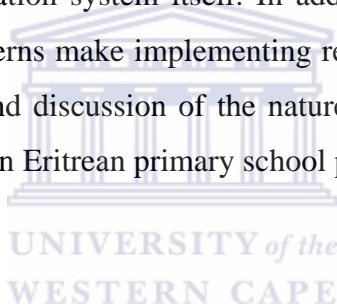 ation system itself. In add
erns make implementing re
nd discussion of the nature
n Eritrean primary school p
UNIVERSITY of the
WESTERN CAPE